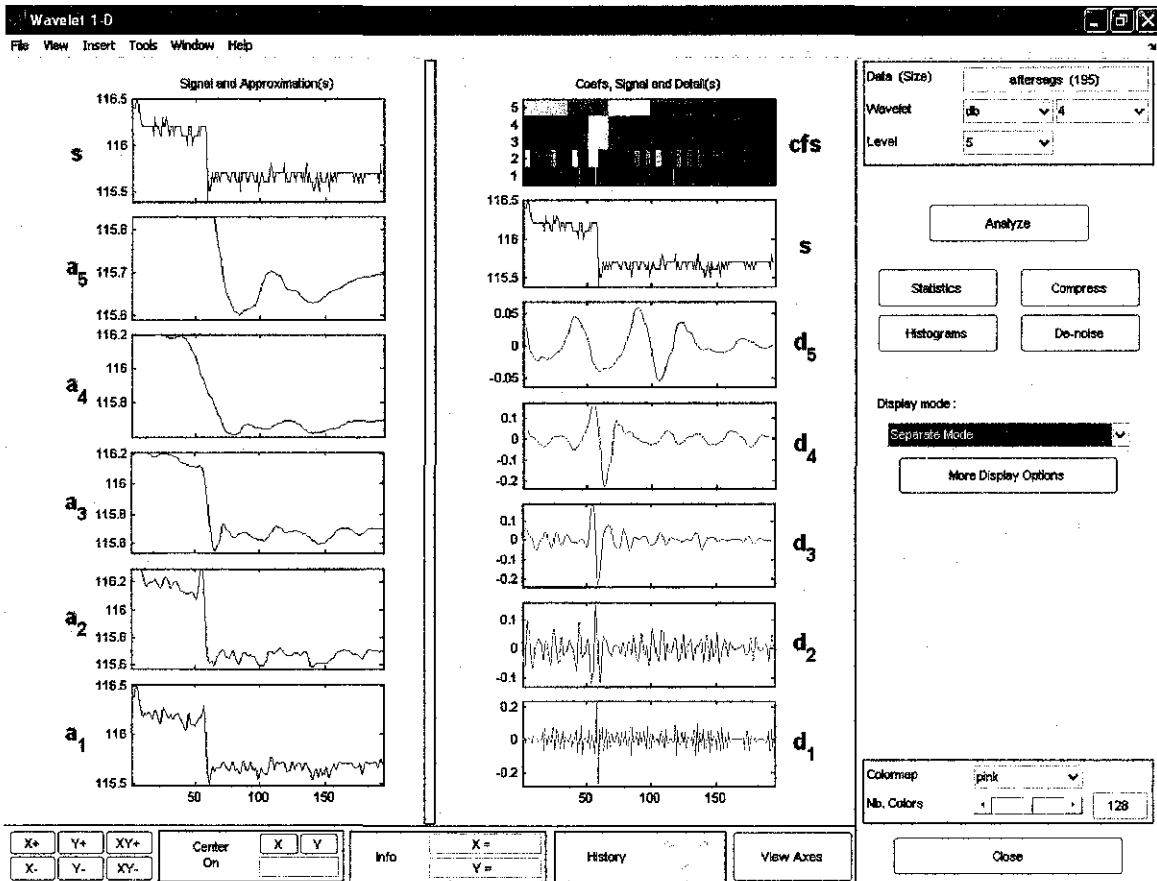 Wavelet 1-D
File View Insert Tools Window Help
Signal and Approximation(s)
s
116.5
116
115.5
a5
115.8
115.7
115.6
a4
116.2
116
115.8
a3
116.2
116
115.8
a2
116.2
116
115.8
115.6
a1
116.5
116
115.5
50 100 150
Coefs, Signal and Detail(s)
5
4
3
2
1
cfs
116.5
116
115.5
s
0.05
0
-0.05
d5
0.1
0
-0.1
-0.2
d4
0.1
0
-0.1
-0.2
d3
0.1
0
-0.1
d2
0.2
0
-0.2
d1
50 100 150
Data (Size) aftersegs (195)
Wavelet db 4
Level 5
Analyze
Statistics Compress
Histograms De-noise
Display mode :
Separate Mode
More Display Options
Colormap pink
Nb. Colors 128
Close
X+ Y+ XY+
X- Y- XY-
Center
On
X Y
Info
X =
Y =
History
View Axes